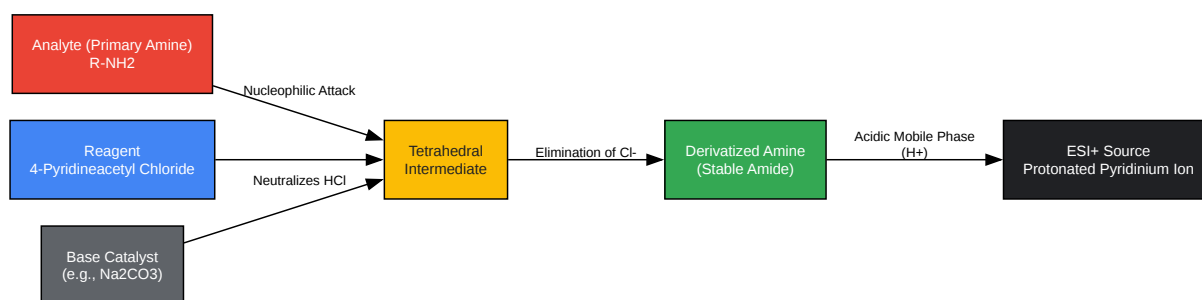 Analyte (Primary Amine)
R-NH2
Nucleophilic Attack
Reagent
4-Pyridineacetyl Chloride
Neutralizes HCl
Base Catalyst
(e.g., Na2CO3)
Tetrahedral
Intermediate
Elimination of Cl-
Derivatized Amine
(Stable Amide)
Acidic Mobile Phase
(H+)
ESI+ Source
Protonated Pyridinium Ion